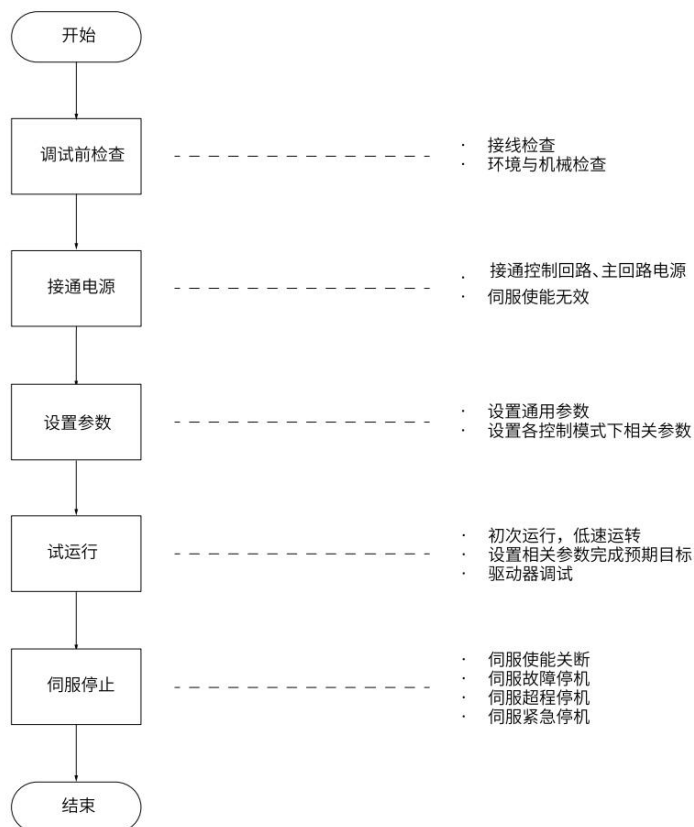 开始
调试前检查
· 接线检查
· 环境与机械检查
接通电源
· 接通控制回路、主回路电源
· 伺服使能无效
设置参数
· 设置通用参数
· 设置各控制模式下相关参数
试运行
· 初次运行，低速运转
· 设置相关参数完成预期目标
· 驱动器调试
伺服停止
· 伺服使能关断
· 伺服故障停机
· 伺服超程停机
· 伺服紧急停机
结束